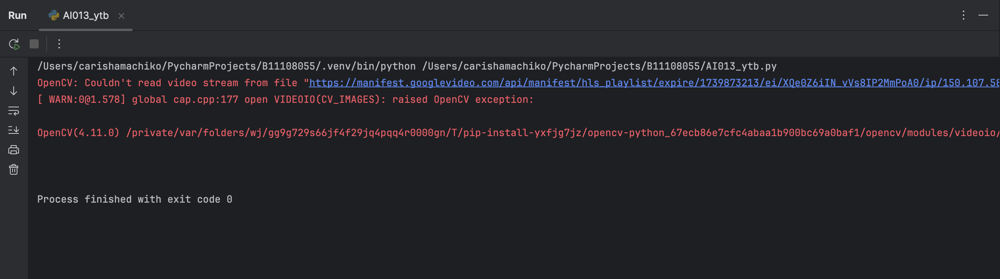 Run AI013_ytb
/Users/carishamachiko/PycharmProjects/B11108055/.venv/bin/python /Users/carishamachiko/PycharmProjects/B11108055/AI013_ytb.py
OpenCV: Couldn't read video stream from file "https://manifest.googlevideo.com/api/manifest/hls_playlist/expire/1739873213/ei/XQe0Z6iIN_vVs8IP2MmPoA0/ip/150.107.58
[ WARN:0@1.578] global cap.cpp:177 open VIDEOIO(CV_IMAGES): raised OpenCV exception:
OpenCV(4.11.0) /private/var/folders/wj/gg9g729s66jf4f29jq4pqq4r0000gn/T/pip-install-yxfjg7jz/opencv-python_67ecb86e7cfc4abaa1b900bc69a0baf1/opencv/modules/videoio/
Process finished with exit code 0